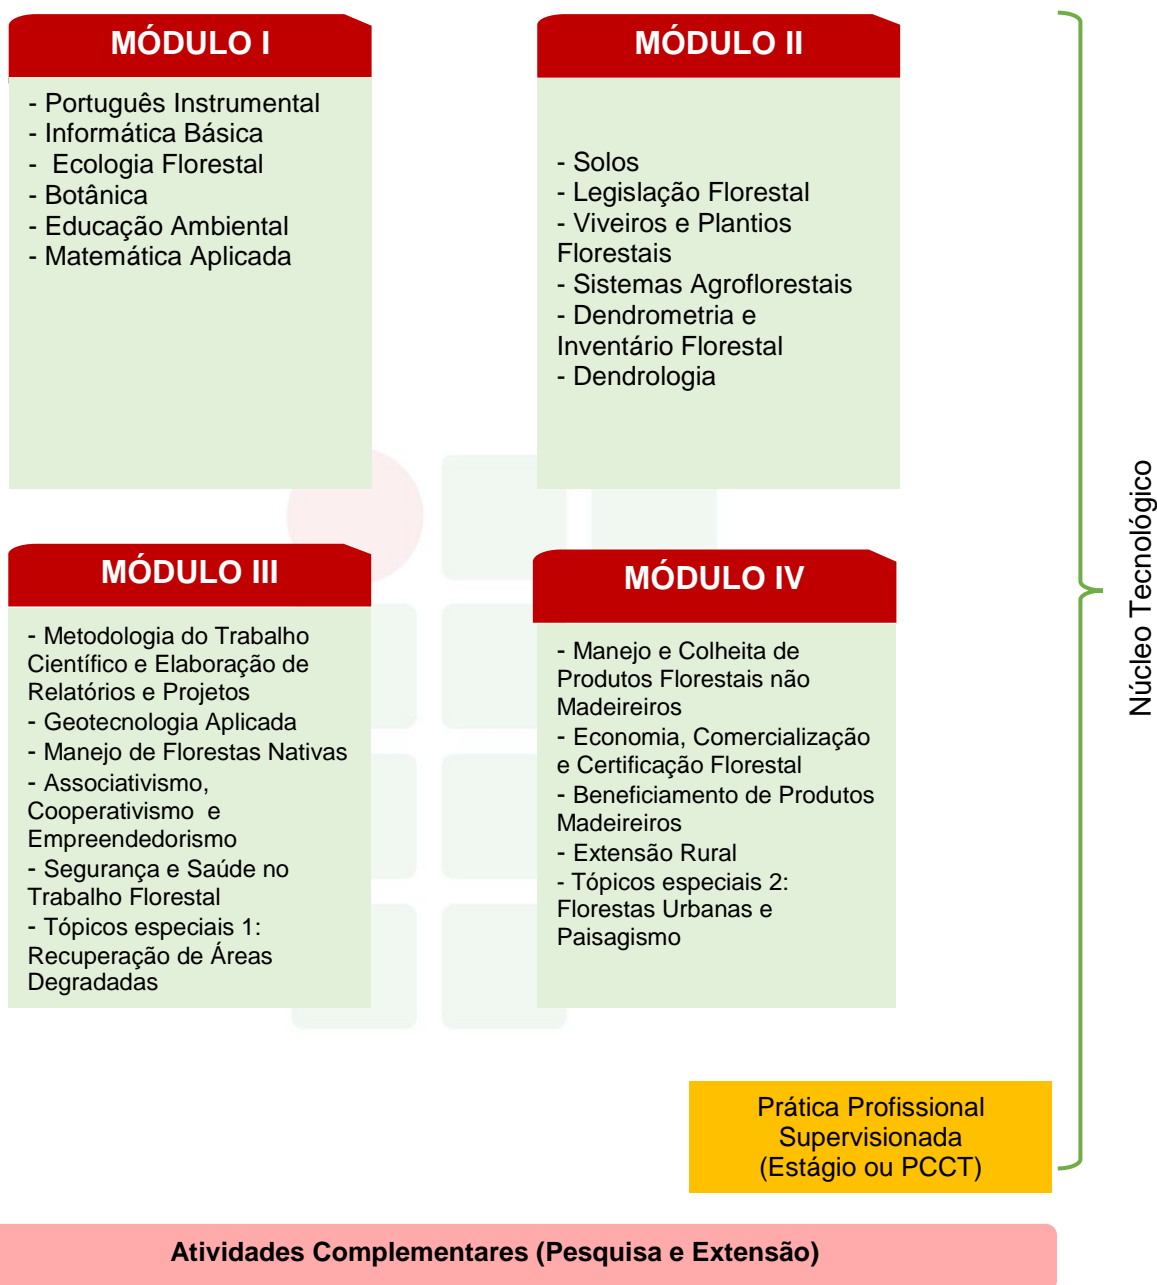 MÓDULO I
- Português Instrumental
- Informática Básica
-  Ecologia Florestal
- Botânica
- Educação Ambiental
- Matemática Aplicada
MÓDULO II
- Solos
- Legislação Florestal
- Viveiros e Plantios
Florestais
- Sistemas Agroflorestais
- Dendrometria e
Inventário Florestal
- Dendrologia
MÓDULO III
- Metodologia do Trabalho
Científico e Elaboração de
Relatórios e Projetos
- Geotecnologia Aplicada
- Manejo de Florestas Nativas
- Associativismo,
Cooperativismo  e
Empreendedorismo
- Segurança e Saúde no
Trabalho Florestal
- Tópicos especiais 1:
Recuperação de Áreas
Degradadas
MÓDULO IV
- Manejo e Colheita de
Produtos Florestais não
Madeireiros
- Economia, Comercialização
e Certificação Florestal
- Beneficiamento de Produtos
Madeireiros
- Extensão Rural
- Tópicos especiais 2:
Florestas Urbanas e
Paisagismo
Núcleo Tecnológico
Prática Profissional
Supervisionada
(Estágio ou PCCT)
Atividades Complementares (Pesquisa e Extensão)